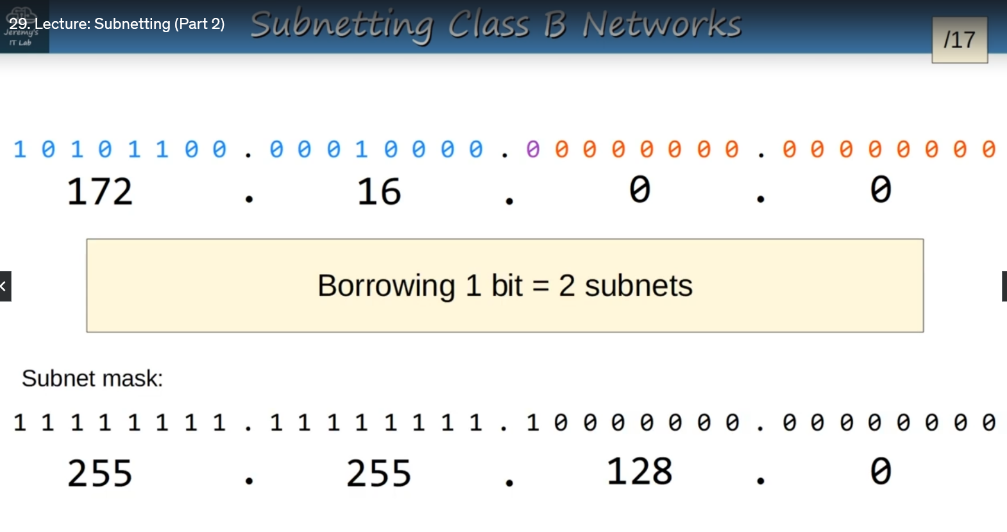 29. Lecture: Subnetting (Part 2)
Jeremy's
IT Lab
Subnetting Class B Networks
/17
1 0 1 0 1 1 0 0 . 0 0 0 1 0 0 0 0 . 0 0 0 0 0 0 0 0 . 0 0 0 0 0 0 0 0
172 . 16 . 0 . 0
Borrowing 1 bit = 2 subnets
Subnet mask:
1 1 1 1 1 1 1 1 . 1 1 1 1 1 1 1 1 . 1 0 0 0 0 0 0 0 . 0 0 0 0 0 0 0 0
255 . 255 . 128 . 0